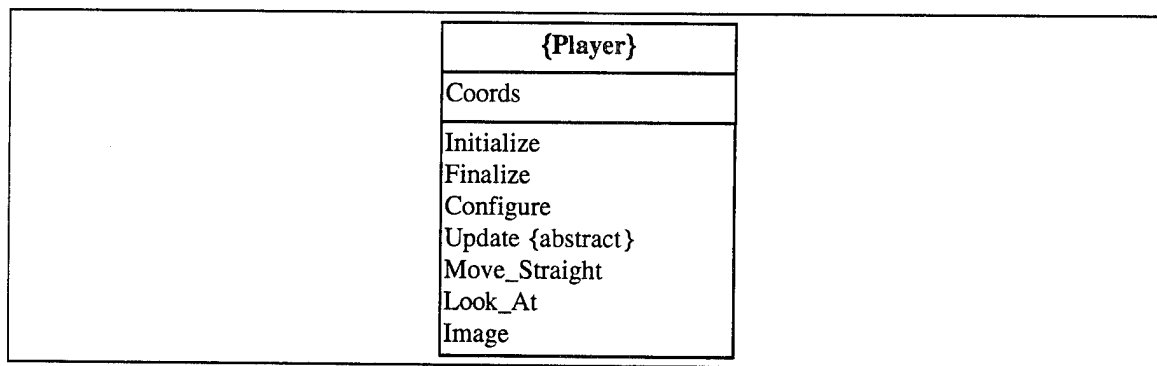 {Player}
Coords
Initialize
Finalize
Configure
Update {abstract}
Move_Straight
Look_At
Image